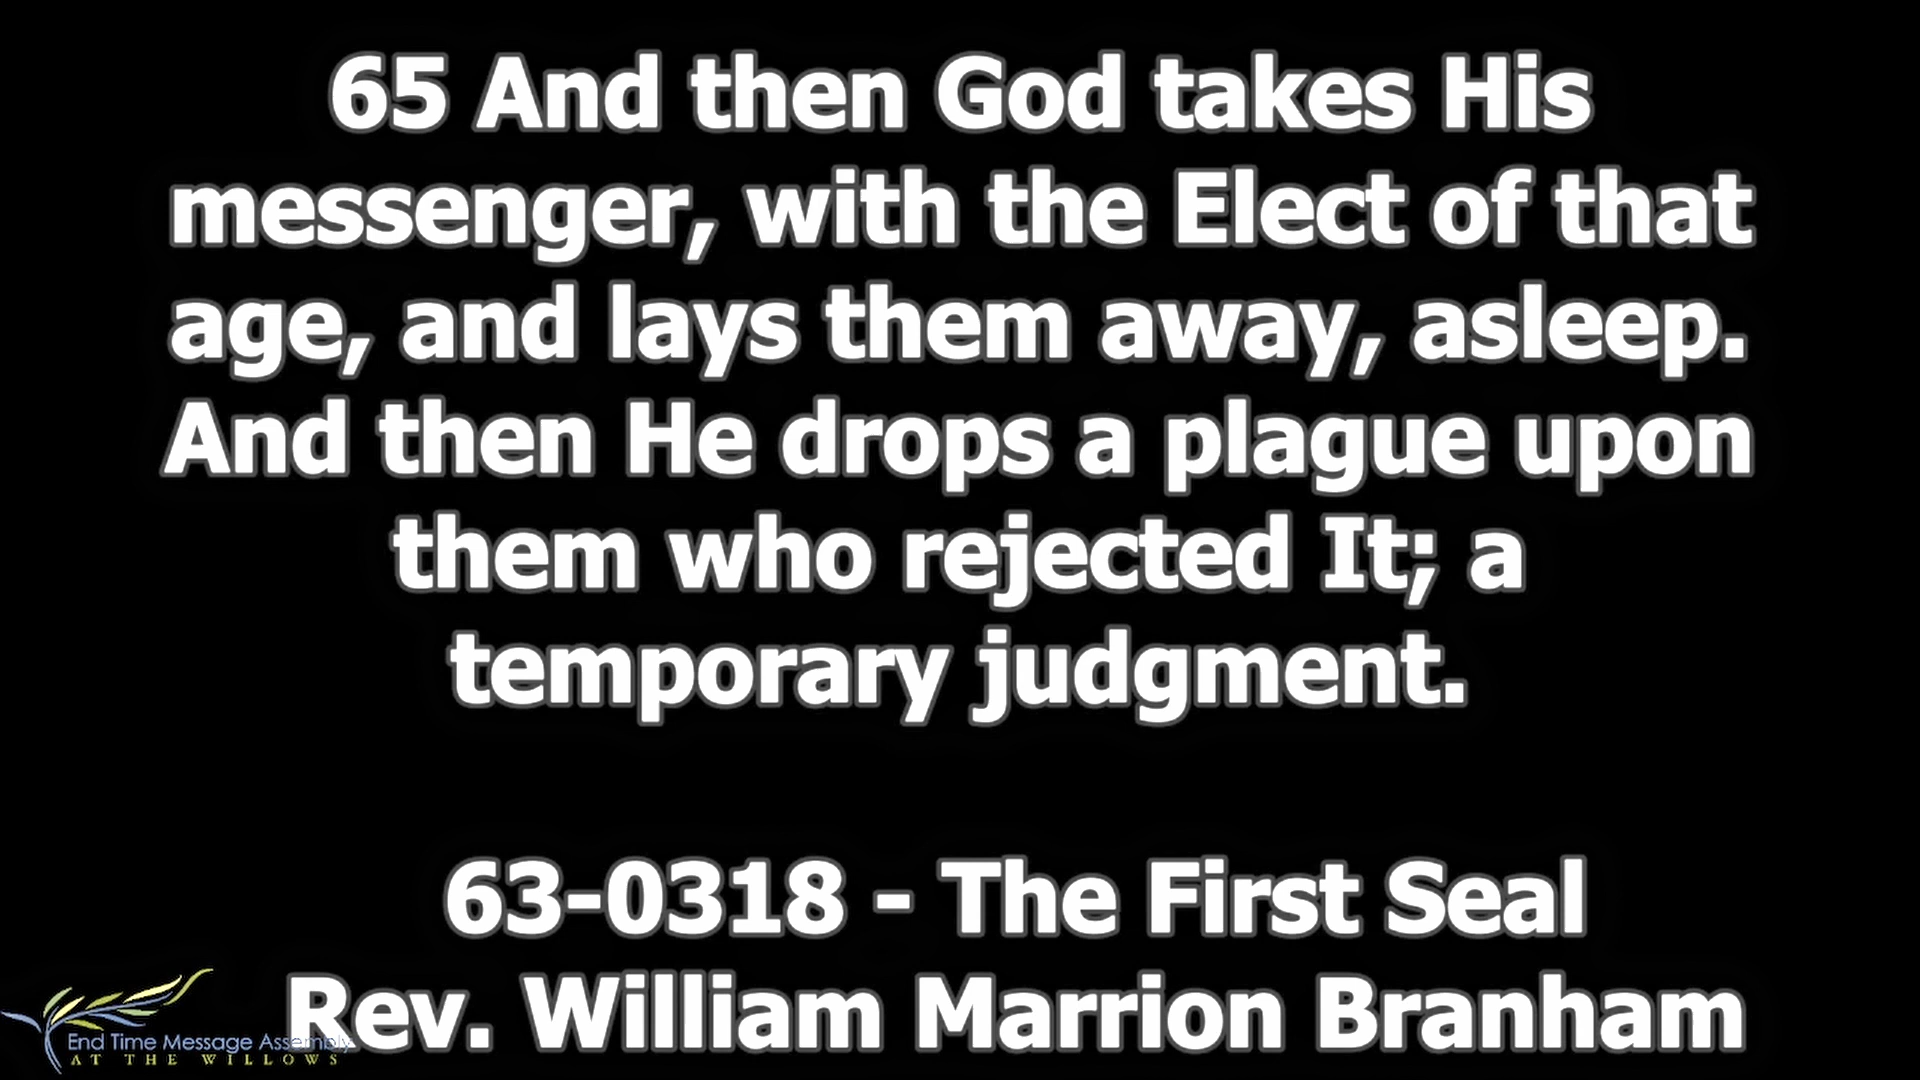 65 And then God takes His
messenger, with the Elect of that
age, and lays them away, asleep.
And then He drops a plague upon
them who rejected It; a
temporary judgment.
63-0318 - The First Seal
Rev. William Marrion Branham
End Time Message Assembly
AT THE WILLOWS